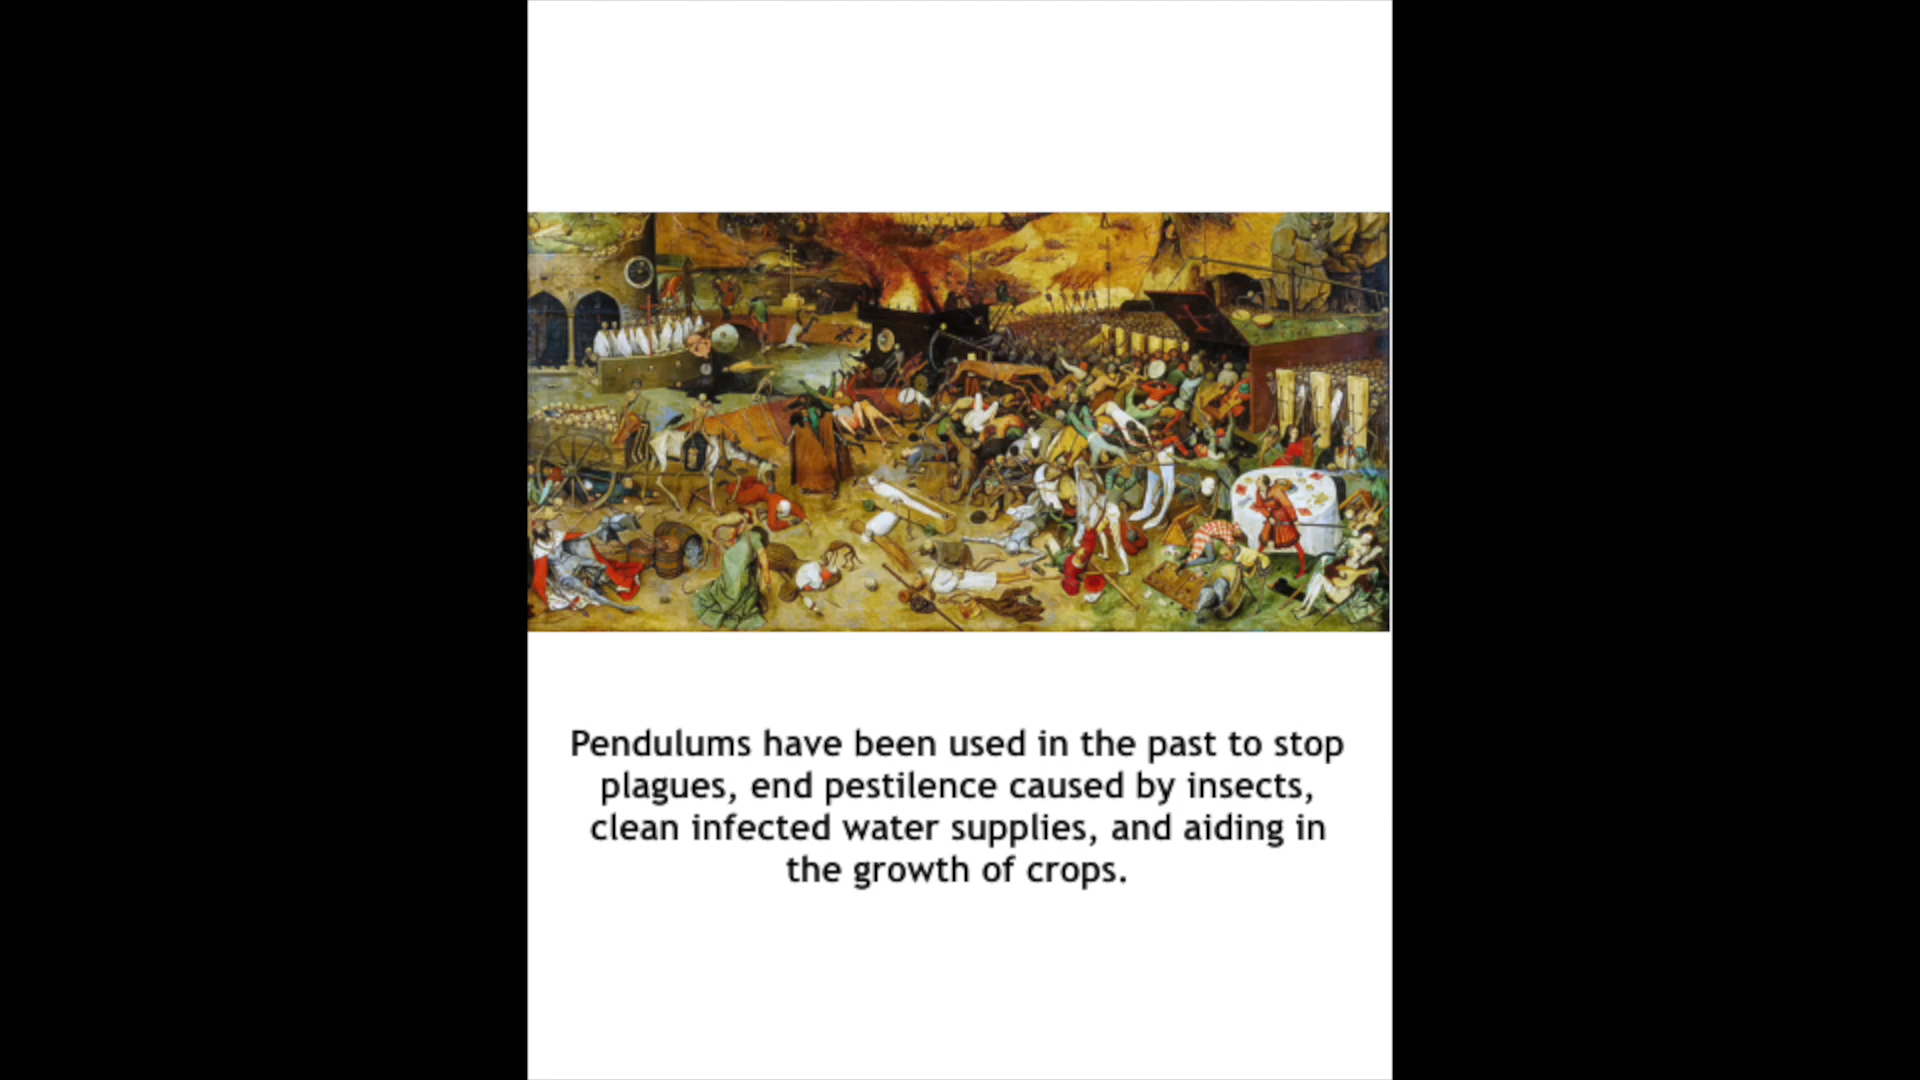 Pendulums have been used in the past to stop
plagues, end pestilence caused by insects,
clean infected water supplies, and aiding in
the growth of crops.